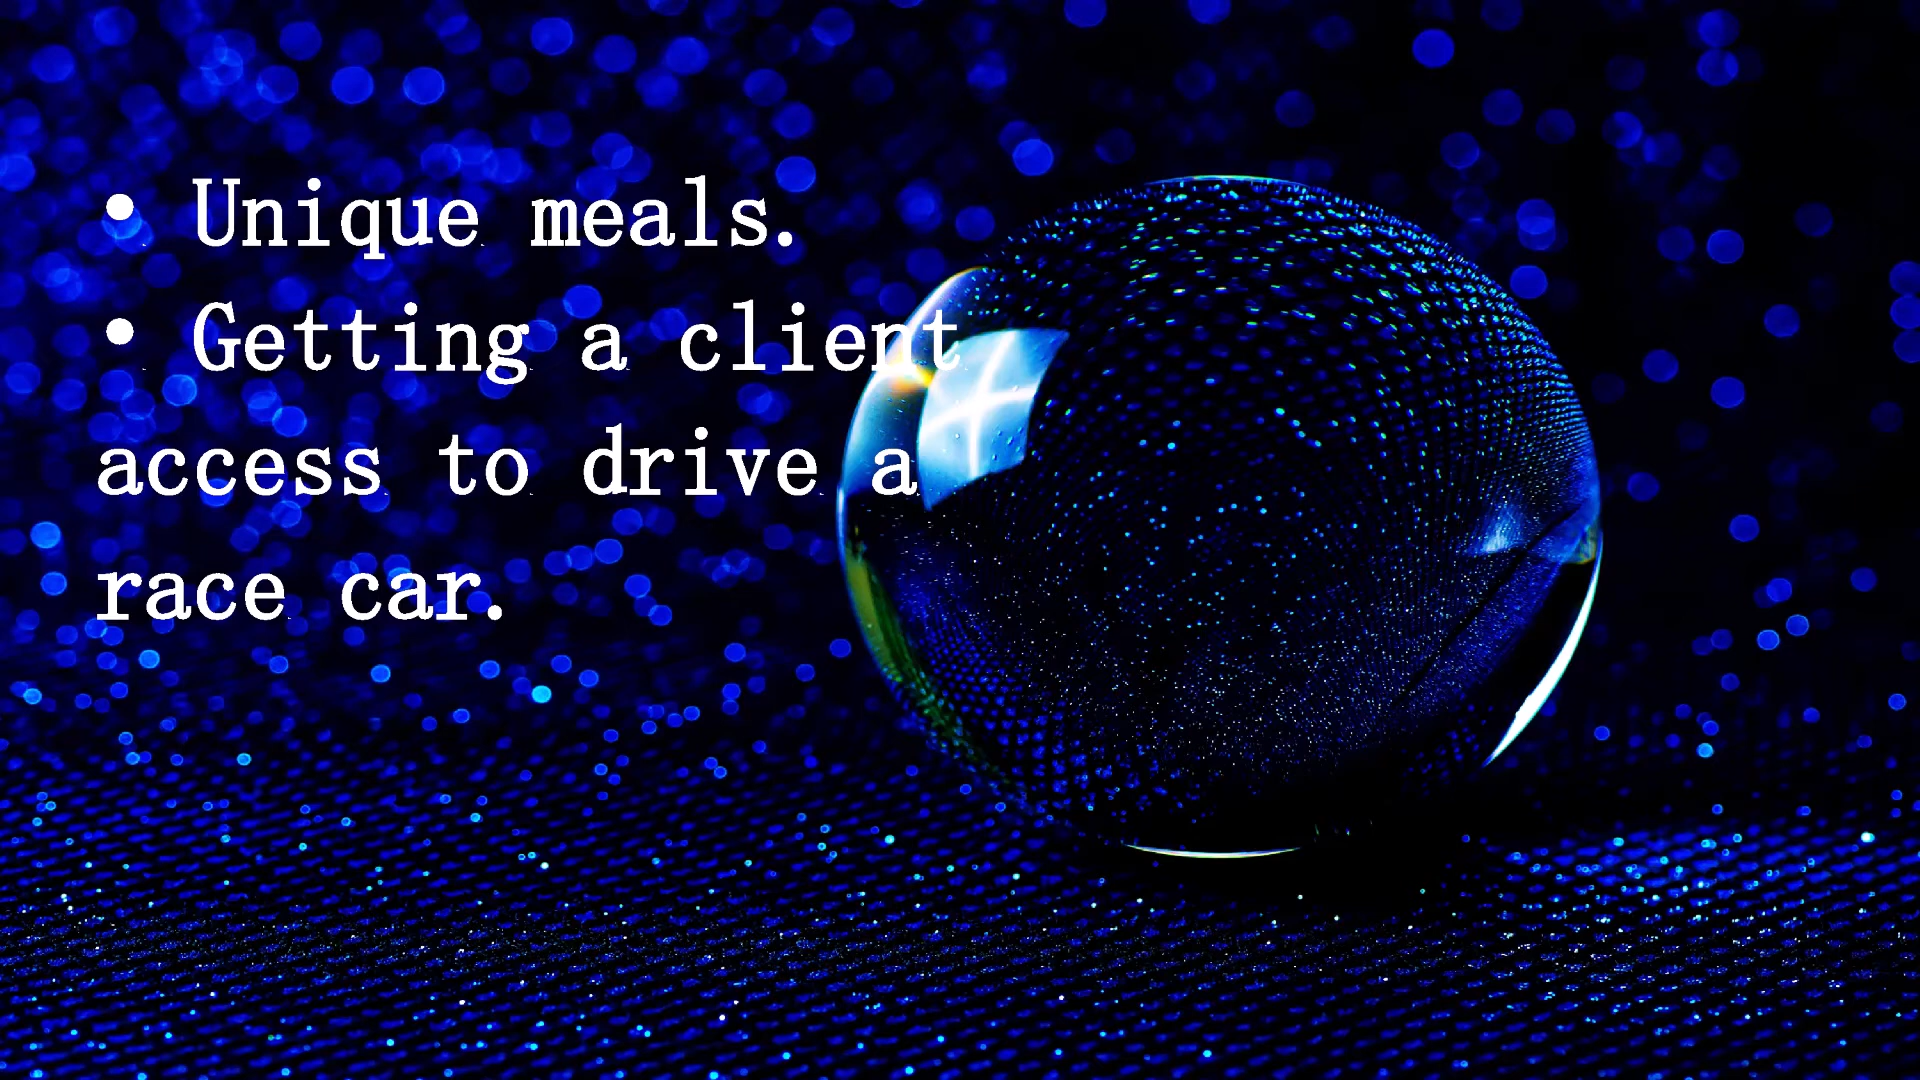 • Unique meals.
• Getting a client
access to drive a
race car.